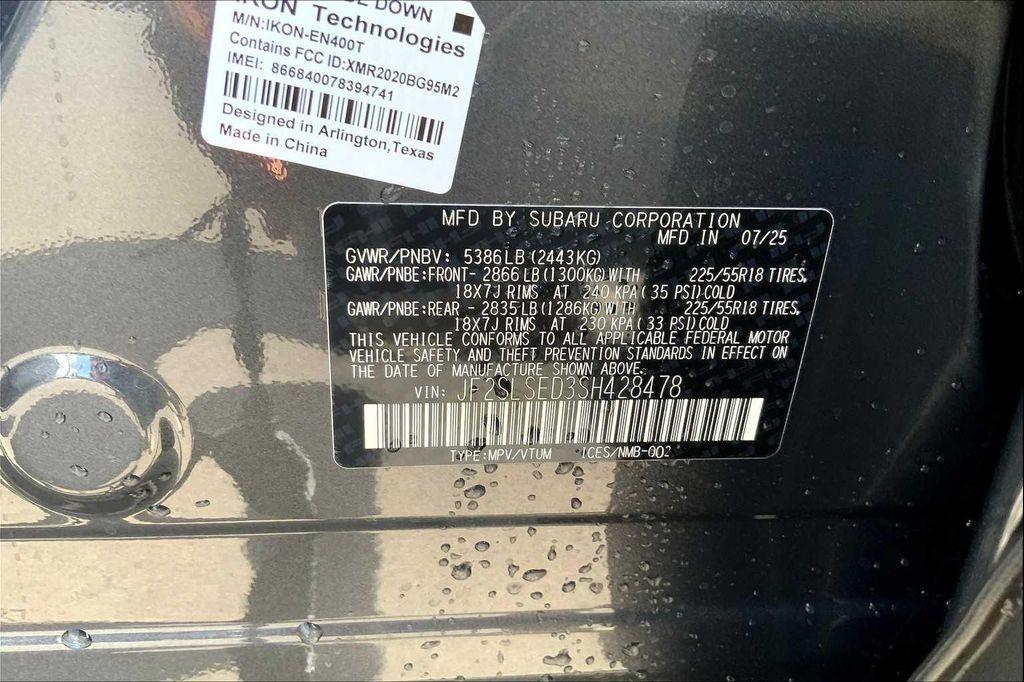 DOWN
IKON Technologies
M/N:IKON-EN400T
Contains FCC ID:XMR2020BG95M2
IMEI: 866840078394741
Designed in Arlington,Texas
Made in China
MFD BY SUBARU CORPORATION
MFD IN 07/25
GVWR/PNBV: 5386LB(2443KG)
GAWR/PNBE:FRONT- 2866LB(1300KG)WITH 225/55R18 TIRES,
18X7J RIMS AT 240 KPA(35 PSI)COLD
GAWR/PNBE:REAR - 2835LB(1286KG)WITH 225/55R18 TIRES,
18X7J RIMS AT 230 KPA(33 PSI)COLD
THIS VEHICLE CONFORMS TO ALL APPLICABLE FEDERAL MOTOR
VEHICLE SAFETY AND THEFT PREVENTION STANDARDS IN EFFECT ON
THE DATE OF MANUFACTURE SHOWN ABOVE.
VIN: JF2SLSED3SH428478
TYPE:MPV/VTUM ICES/NMB-002